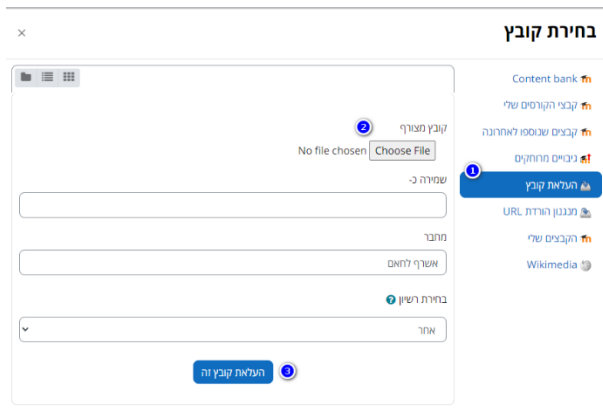 בחירת קובץ
×
Content bank
קבצי הקורסים שלי
קבצים שנוספו לאחרונה
גיבויים מרוחקים
1
העלאת קובץ
מנגנון הורדת URL
הקבצים שלי
Wikimedia
קובץ מצורף 2
Choose File No file chosen
שמירה כ-
מחבר
אשרף לחאם
בחירת רשיון ?
אחר
3 העלאת קובץ זה